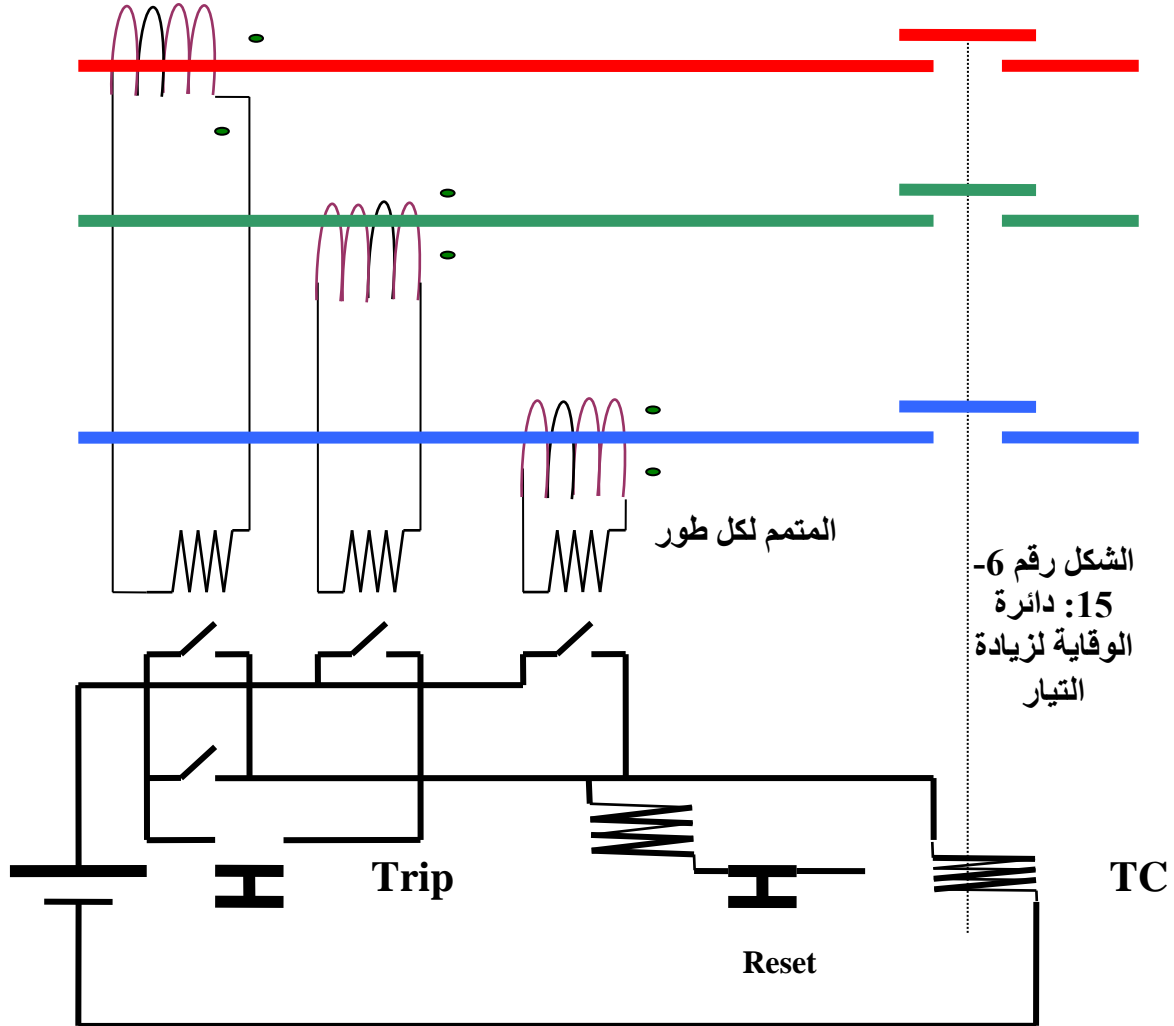 المتمم لكل طور
الشكل رقم 6-
15: دائرة
الوقاية لزيادة
التيار
Trip
TC
Reset